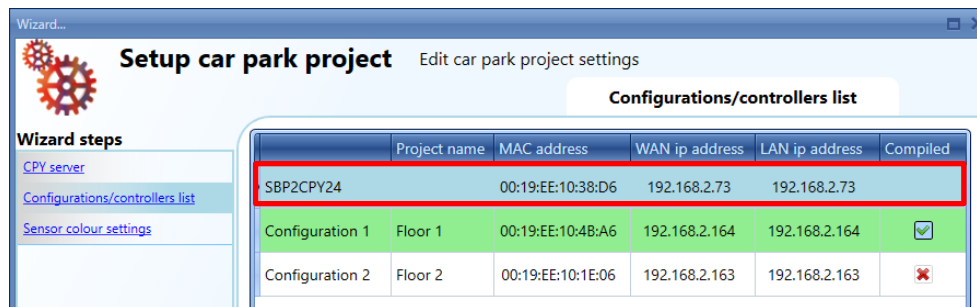 Wizard...
Setup car park project Edit car park project settings
Configurations/controllers list
Wizard steps
CPY server
Configurations/controllers list
Sensor colour settings
Project name MAC address WAN ip address LAN ip address Compiled
SBP2CPY24 00:19:EE:10:38:D6 192.168.2.73 192.168.2.73
Configuration 1 Floor 1 00:19:EE:10:4B:A6 192.168.2.164 192.168.2.164
Configuration 2 Floor 2 00:19:EE:10:1E:06 192.168.2.163 192.168.2.163